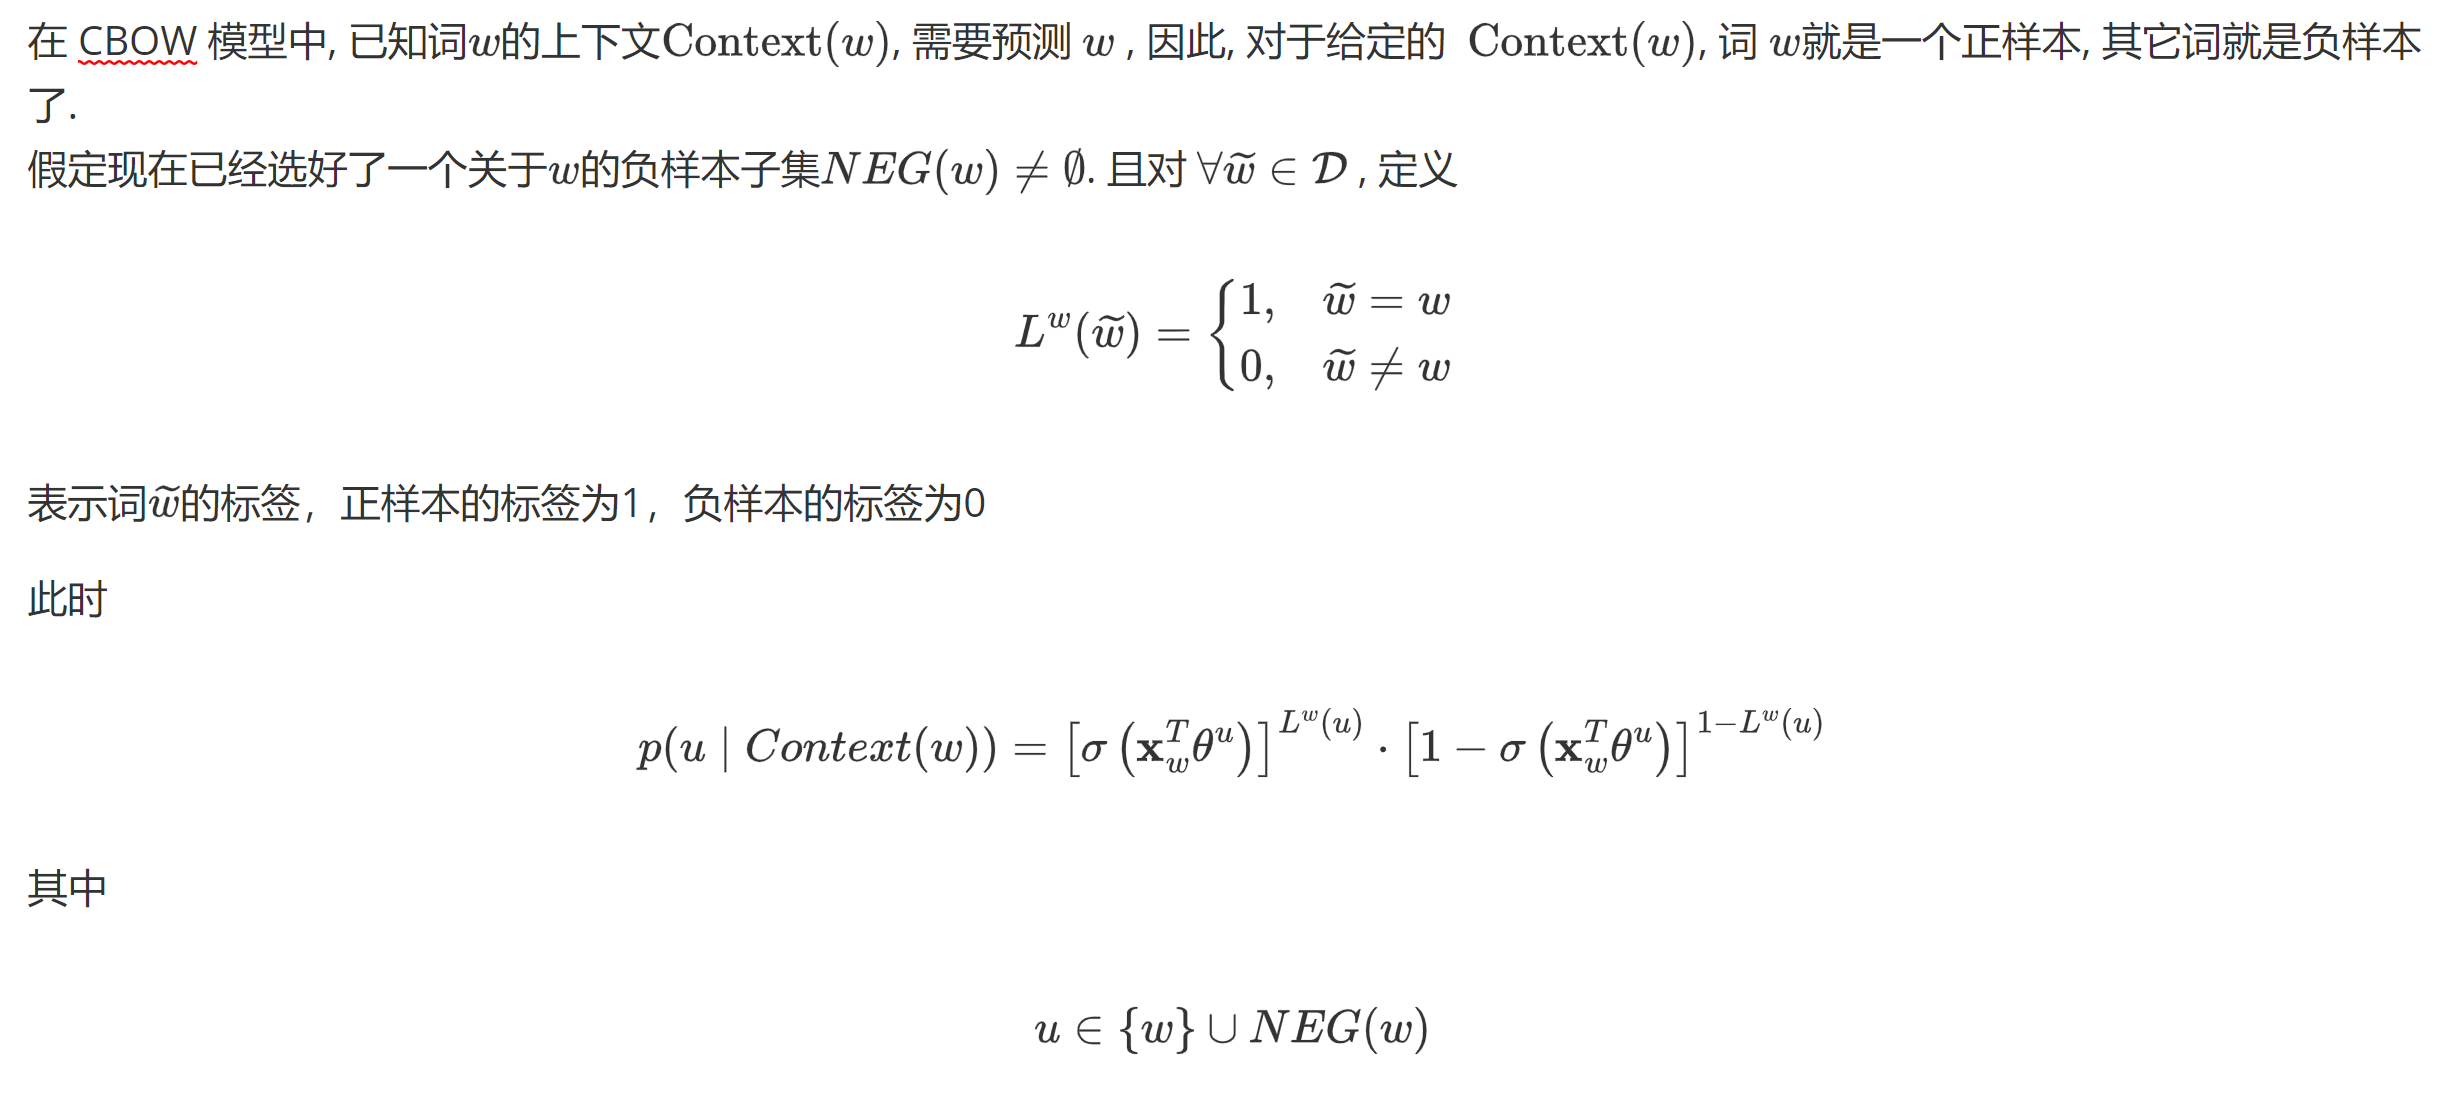 在 CBOW 模型中, 已知词w的上下文Context(w), 需要预测 w , 因此, 对于给定的 Context(w), 词 w就是一个正样本, 其它词就是负样本
了.
假定现在已经选好了一个关于w的负样本子集NEG(w) ≠ ∅. 且对 ∀w̃ ∈ 𝒟 , 定义
L^w(w̃) = { 1, w̃ = w
0, w̃ ≠ w
表示词w̃的标签，正样本的标签为1，负样本的标签为0
此时
p(u | Context(w)) = [σ (x_w^T θ^u)]^{L^w(u)} · [1 − σ (x_w^T θ^u)]^{1−L^w(u)}
其中
u ∈ {w} ∪ NEG(w)